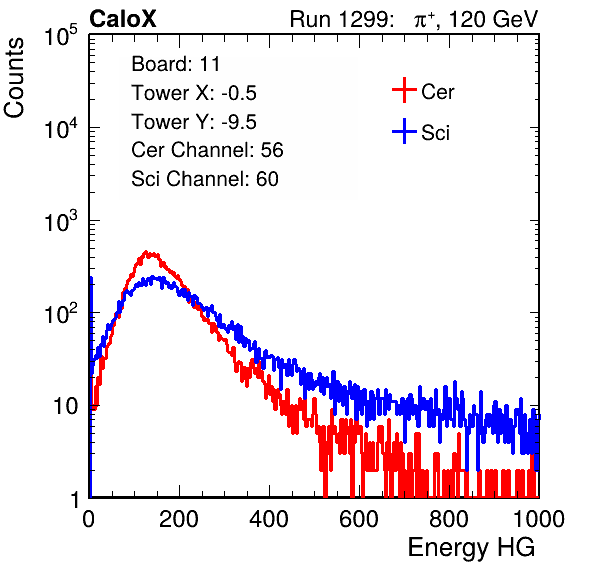 CaloX Run 1299: π⁺, 120 GeV
Counts
10⁵
10⁴
10³
10²
10
1
Board: 11
Tower X: -0.5
Tower Y: -9.5
Cer Channel: 56
Sci Channel: 60
Cer
Sci
0 200 400 600 800 1000
Energy HG